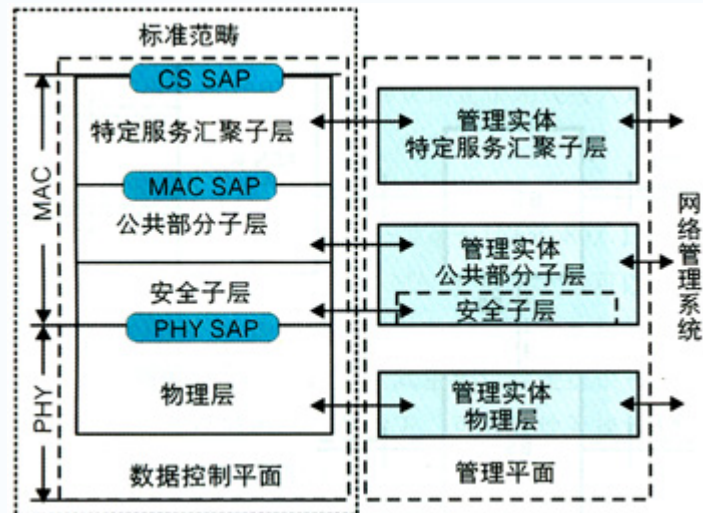 标准范畴
CS SAP
特定服务汇聚子层
MAC SAP
公共部分子层
安全子层
PHY SAP
物理层
数据控制平面
MAC
PHY
管理实体
特定服务汇聚子层
管理实体
公共部分子层
安全子层
管理实体
物理层
管理平面
网络管理系统